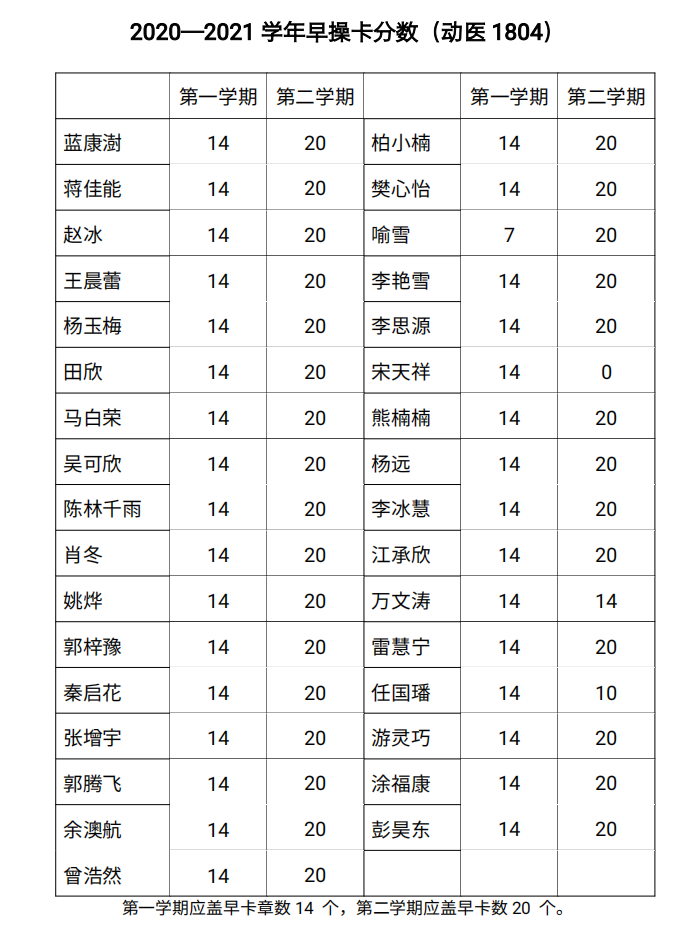 2020—2021 学年早操卡分数（动医 1804）
第一学期 第二学期 第一学期 第二学期
蓝康澍 14 20 柏小楠 14 20
蒋佳能 14 20 樊心怡 14 20
赵冰 14 20 喻雪 7 20
王晨蕾 14 20 李艳雪 14 20
杨玉梅 14 20 李思源 14 20
田欣 14 20 宋天祥 14 0
马白荣 14 20 熊楠楠 14 20
吴可欣 14 20 杨远 14 20
陈林千雨 14 20 李冰慧 14 20
肖冬 14 20 江承欣 14 20
姚烨 14 20 万文涛 14 14
郭梓豫 14 20 雷慧宁 14 20
秦启花 14 20 任国璠 14 10
张增宇 14 20 游灵巧 14 20
郭腾飞 14 20 涂福康 14 20
余澳航 14 20 彭昊东 14 20
曾浩然 14 20
第一学期应盖早卡章数 14 个，第二学期应盖早卡数 20 个。